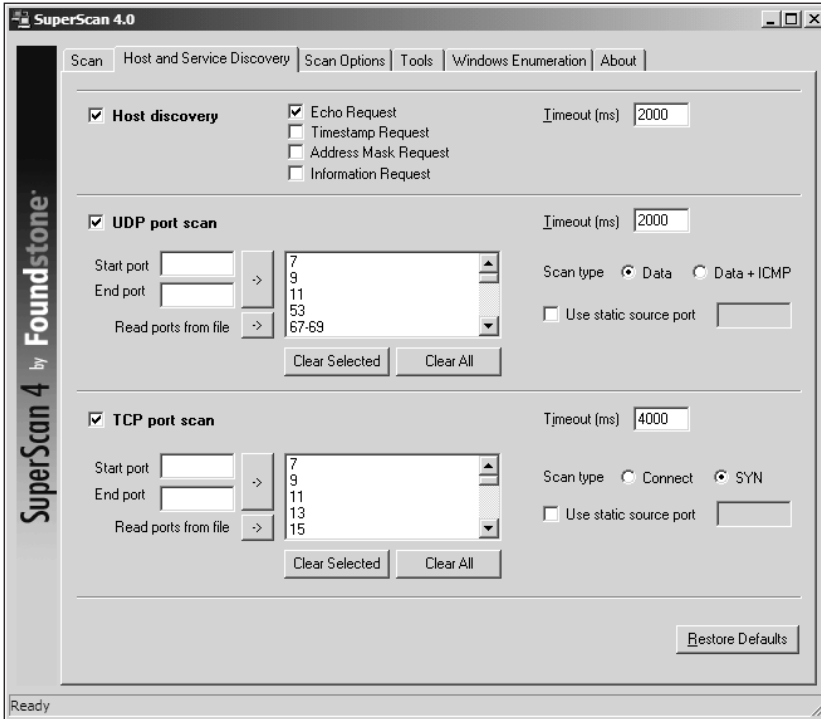 SuperScan 4.0
Scan Host and Service Discovery Scan Options Tools Windows Enumeration About
Host discovery
Echo Request
Timestamp Request
Address Mask Request
Information Request
Timeout (ms) 2000
UDP port scan
Timeout (ms) 2000
Start port
End port
->
Read ports from file ->
7
9
11
53
67-69
Clear Selected Clear All
Scan type Data Data + ICMP
Use static source port
TCP port scan
Timeout (ms) 4000
Start port
End port
->
Read ports from file ->
7
9
11
13
15
Clear Selected Clear All
Scan type Connect SYN
Use static source port
Restore Defaults
SuperScan 4 by Foundstone
Ready